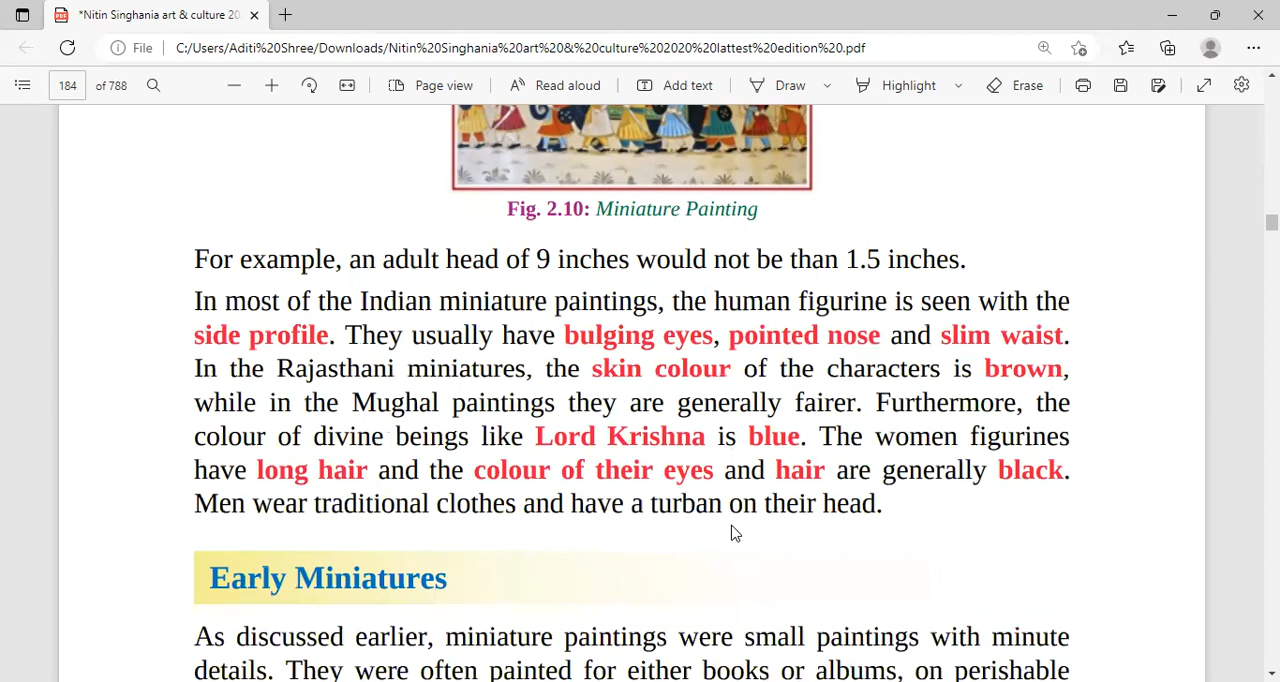 *Nitin Singhania art & culture 20
File C:/Users/Aditi%20Shree/Downloads/Nitin%20Singhania%20art%20&%20culture%202020%20lattest%20edition%20.pdf
184 of 788 Page view Read aloud Add text Draw Highlight Erase
Fig. 2.10: Miniature Painting
For example, an adult head of 9 inches would not be than 1.5 inches.
In most of the Indian miniature paintings, the human figurine is seen with the
side profile. They usually have bulging eyes, pointed nose and slim waist.
In the Rajasthani miniatures, the skin colour of the characters is brown,
while in the Mughal paintings they are generally fairer. Furthermore, the
colour of divine beings like Lord Krishna is blue. The women figurines
have long hair and the colour of their eyes and hair are generally black.
Men wear traditional clothes and have a turban on their head.
Early Miniatures
As discussed earlier, miniature paintings were small paintings with minute
details. They were often painted for either books or albums, on perishable